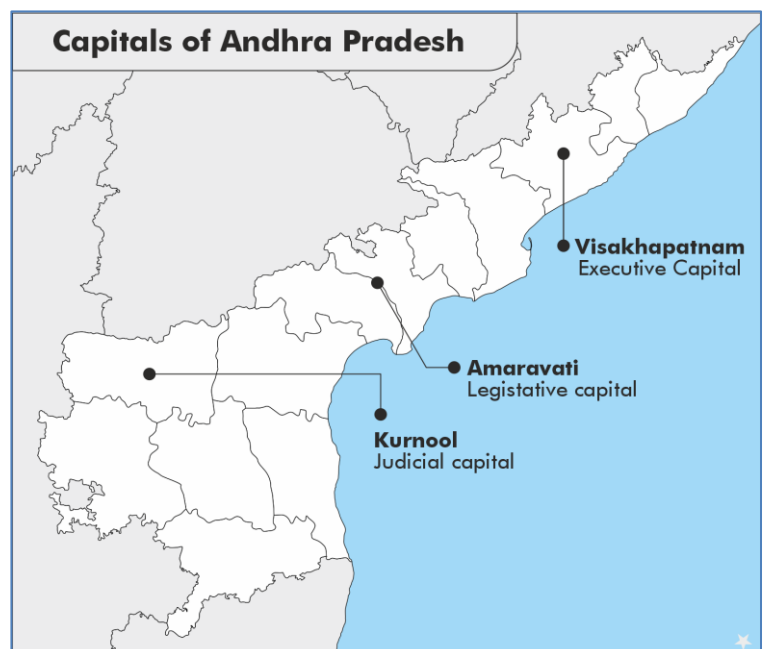 Capitals of Andhra Pradesh
Visakhapatnam
Executive Capital
Amaravati
Legistative capital
Kurnool
Judicial capital